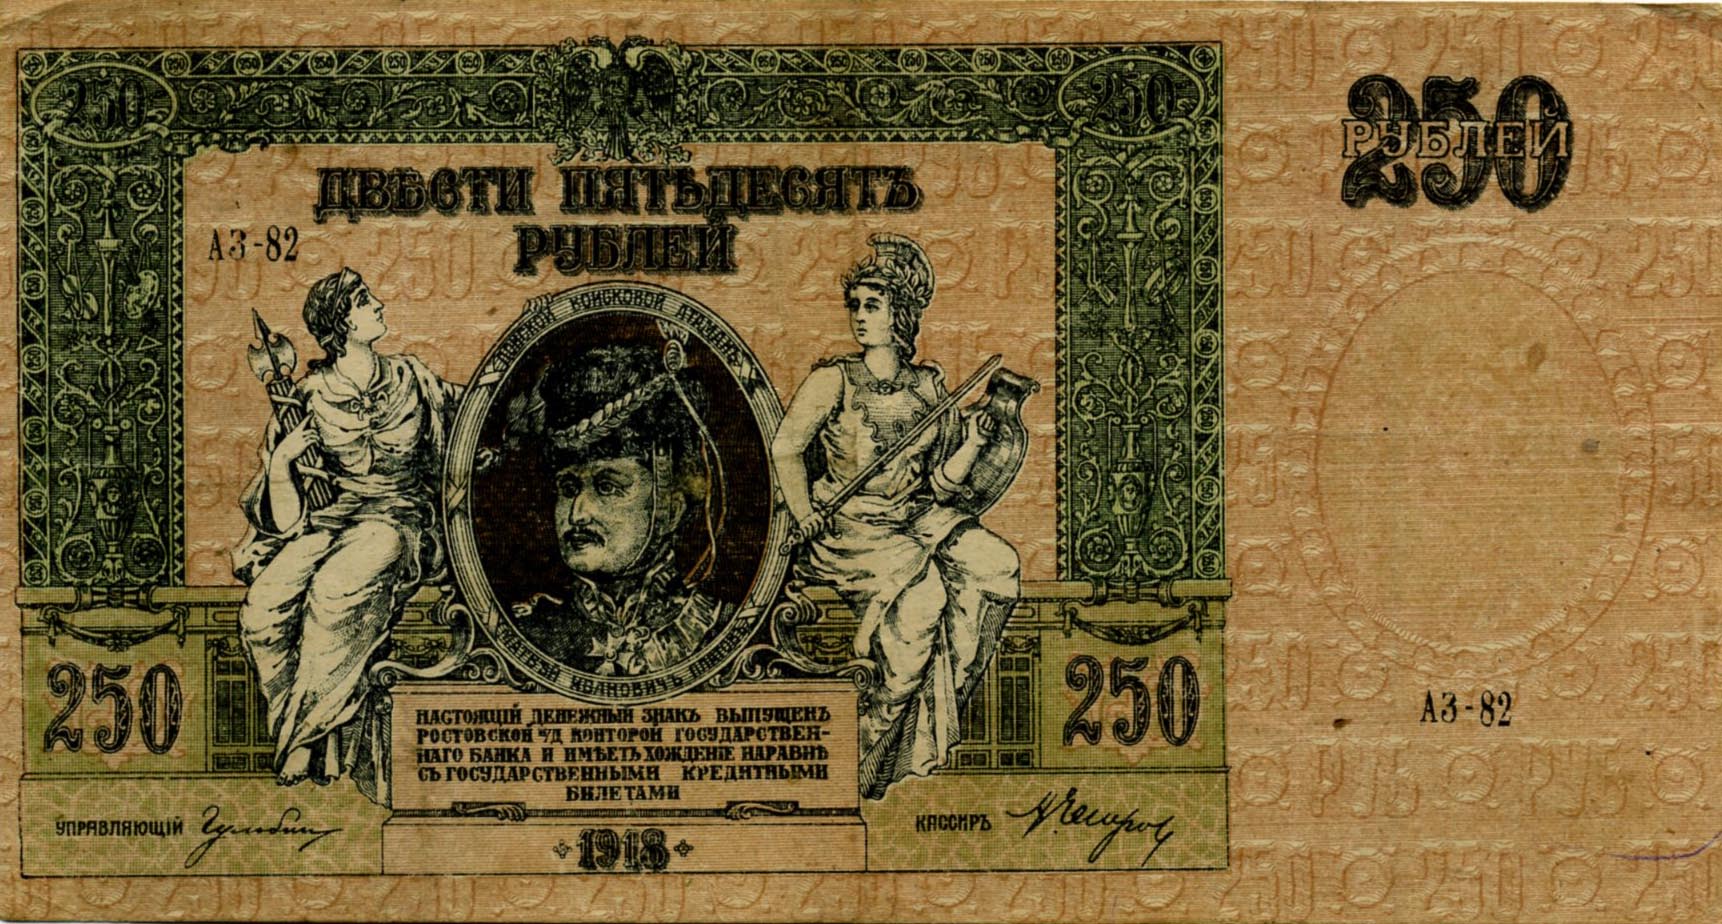 250
250
250
РУБЛЕЙ
ДВѢСТИ ПЯТЬДЕСЯТЪ
РУБЛЕЙ
АЗ-82
ДОНСКОЙ ВОЙСКОВОЙ АТАМАНЪ
МАТВЕЙ ИВАНОВИЧЪ ПЛАТОВЪ
250
250
НАСТОЯЩІЙ ДЕНЕЖНЫЙ ЗНАКЪ ВЫПУЩЕНЪ
РОСТОВСКОЙ н/Д КОНТОРОЙ ГОСУДАРСТВЕН-
НАГО БАНКА И ИМѢЕТЪ ХОЖДЕНІЕ НАРАВНѢ
СЪ ГОСУДАРСТВЕННЫМИ КРЕДИТНЫМИ
БИЛЕТАМИ
АЗ-82
УПРАВЛЯЮЩІЙ
КАССИРЪ
1918